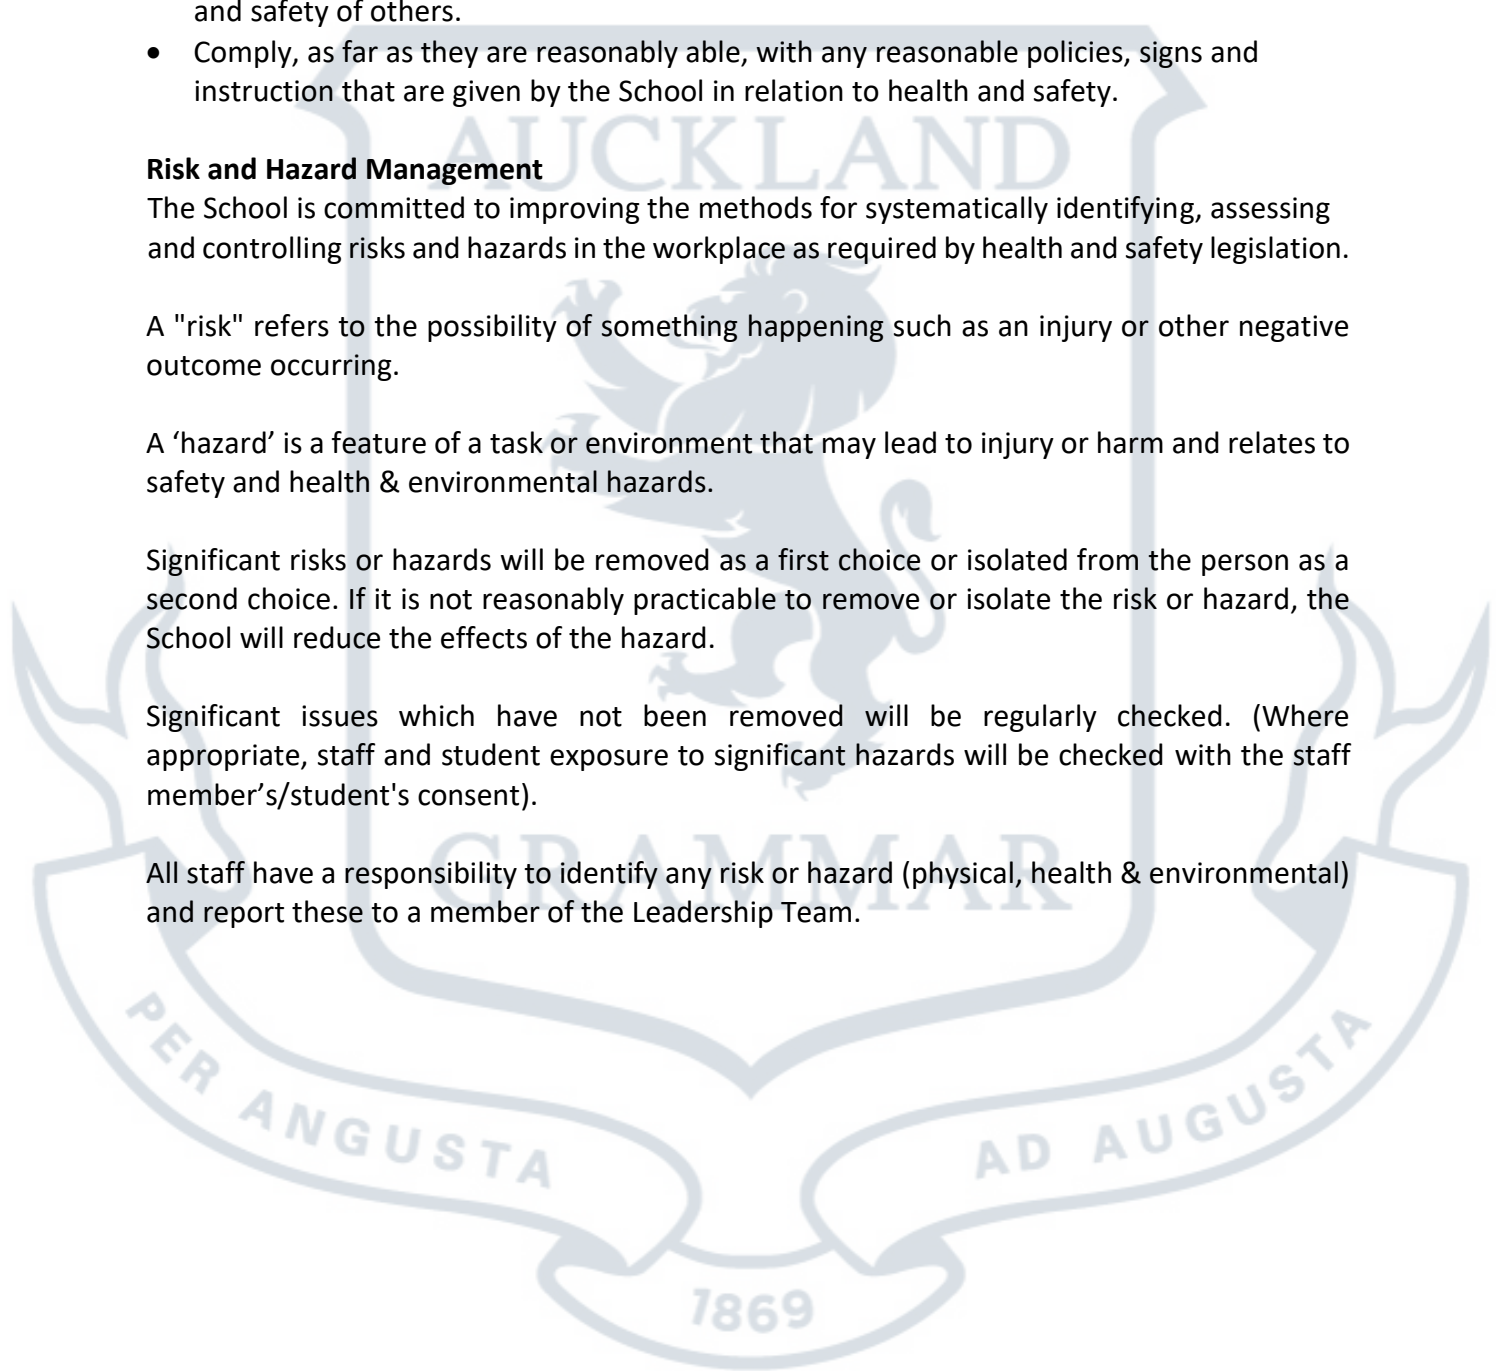 and safety of others.
• Comply, as far as they are reasonably able, with any reasonable policies, signs and
instruction that are given by the School in relation to health and safety.
AUCKLAND
Risk and Hazard Management
The School is committed to improving the methods for systematically identifying, assessing
and controlling risks and hazards in the workplace as required by health and safety legislation.
A "risk" refers to the possibility of something happening such as an injury or other negative
outcome occurring.
A ‘hazard’ is a feature of a task or environment that may lead to injury or harm and relates to
safety and health & environmental hazards.
Significant risks or hazards will be removed as a first choice or isolated from the person as a
second choice. If it is not reasonably practicable to remove or isolate the risk or hazard, the
School will reduce the effects of the hazard.
Significant issues which have not been removed will be regularly checked. (Where
appropriate, staff and student exposure to significant hazards will be checked with the staff
member’s/student's consent).
GRAMMAR
All staff have a responsibility to identify any risk or hazard (physical, health & environmental)
and report these to a member of the Leadership Team.
PER ANGUSTA
AD AUGUSTA
1869